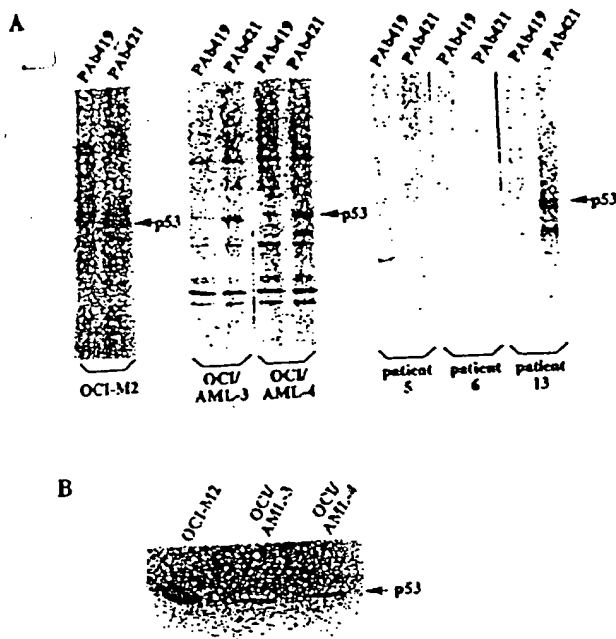 A
PAb419 PAb421 PAb419 PAb421 PAb419 PAb421 PAb419 PAb421 PAb419 PAb421 PAb419 PAb421
p53 p53 p53
OCI-M2 OCI/AML-3 OCI/AML-4 patient 5 patient 6 patient 13
B
OCI-M2 OCI/AML-3 OCI/AML-4
p53